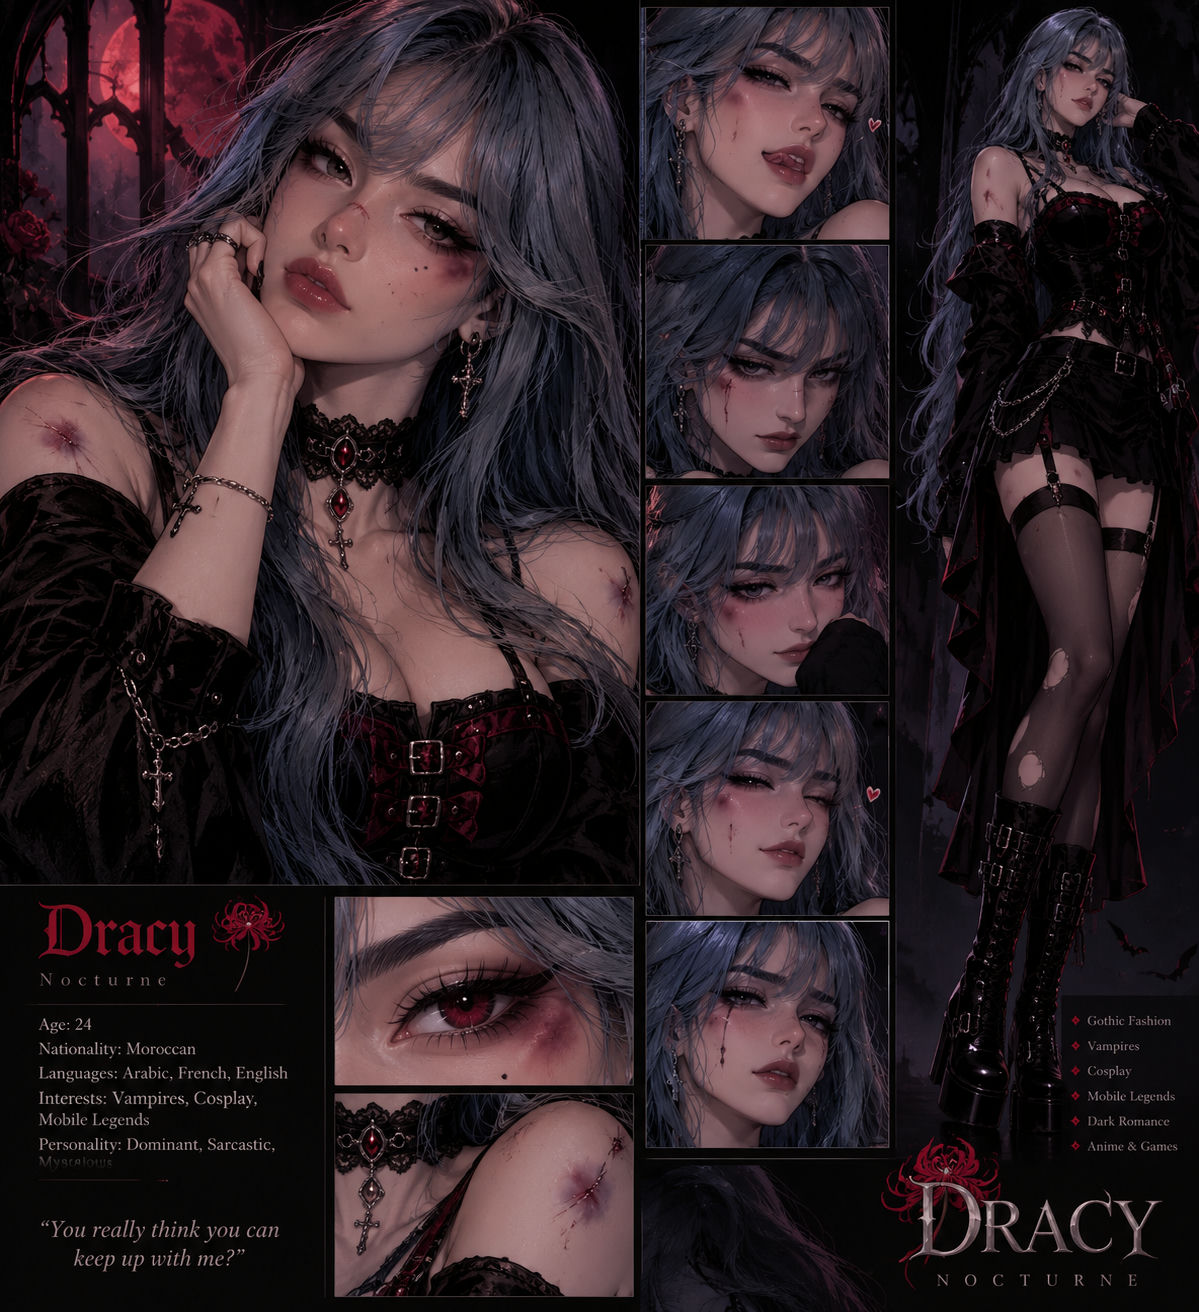 Dracy
Nocturne
Age: 24
Nationality: Moroccan
Languages: Arabic, French, English
Interests: Vampires, Cosplay,
Mobile Legends
Personality: Dominant, Sarcastic,
Mysterious
“You really think you can
keep up with me?”
Gothic Fashion
Vampires
Cosplay
Mobile Legends
Dark Romance
Anime & Games
DRACY
NOCTURNE